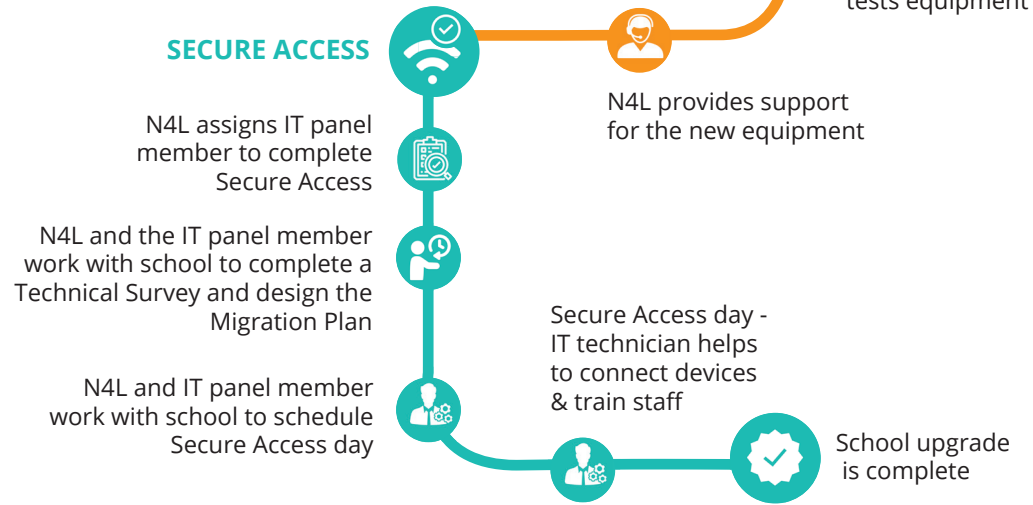 tests equipment
SECURE ACCESS
N4L provides support
for the new equipment
N4L assigns IT panel
member to complete
Secure Access
N4L and the IT panel member
work with school to complete a
Technical Survey and design the
Migration Plan
N4L and IT panel member
work with school to schedule
Secure Access day
Secure Access day -
IT technician helps
to connect devices
& train staff
School upgrade
is complete